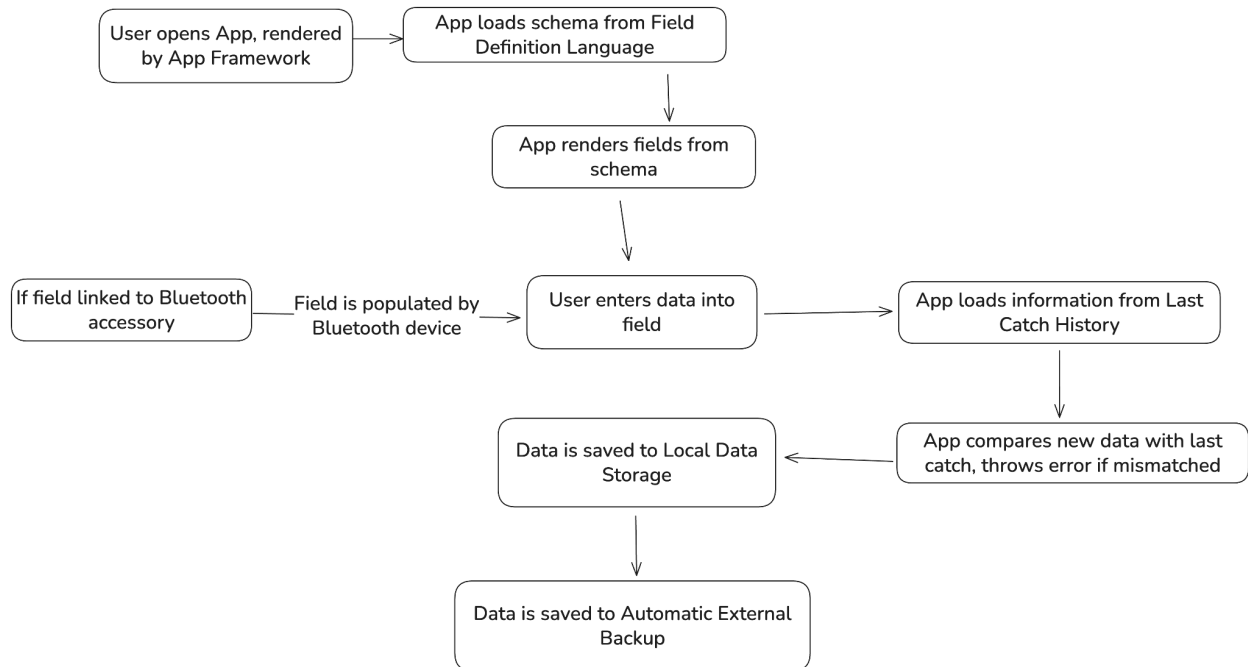 User opens App, rendered
by App Framework
App loads schema from Field
Definition Language
App renders fields from
schema
If field linked to Bluetooth
accessory
Field is populated by
Bluetooth device
User enters data into
field
App loads information from Last
Catch History
App compares new data with last
catch, throws error if mismatched
Data is saved to Local Data
Storage
Data is saved to Automatic External
Backup